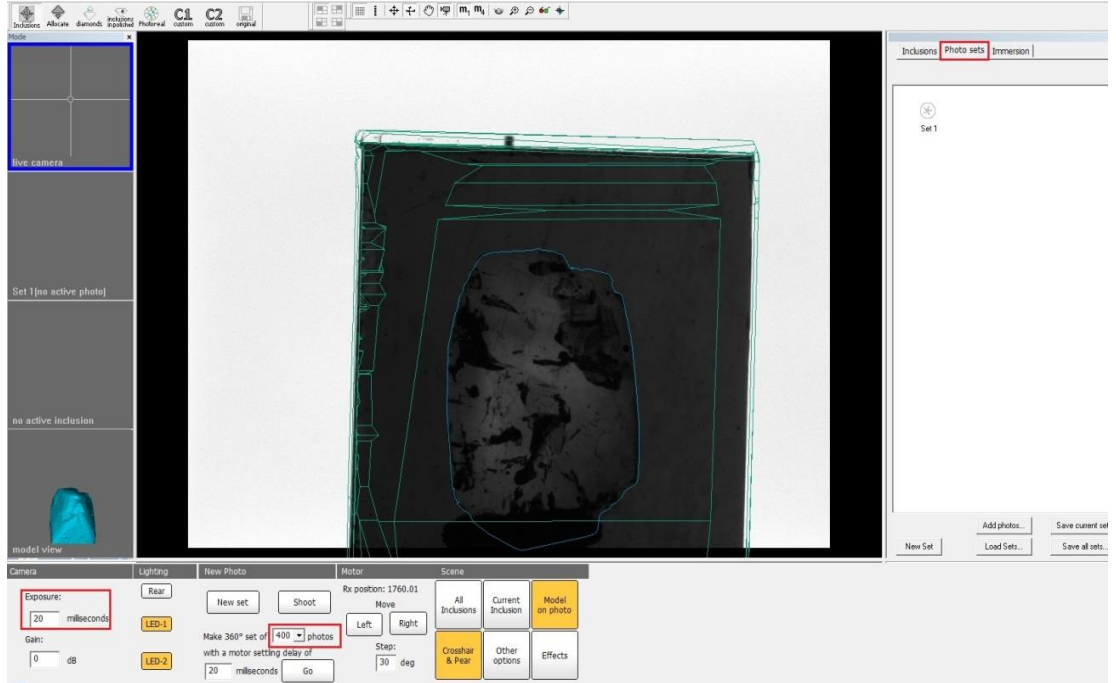 Inclusions Allocate diamonds inclusions inpolished Photoreal C1 custom C2 custom original m, m4
Mode x
Inclusions Photo sets Immersion
live camera
Set 1
Set 1[no active photo]
no active inclusion
model view
Add photos... Save current set
New Set Load Sets... Save all sets...
Camera Lighting New Photo Motor Scene
Exposure:
20 miliseconds
Gain:
0 dB
Rear
LED-1
LED-2
New set Shoot
Make 360° set of 400 photos
with a motor setting delay of
20 miliseconds Go
Rx position: 1760.01
Move
Left Right
Step:
30 deg
All Inclusions
Current Inclusion
Model on photo
Crosshair & Pear
Other options
Effects